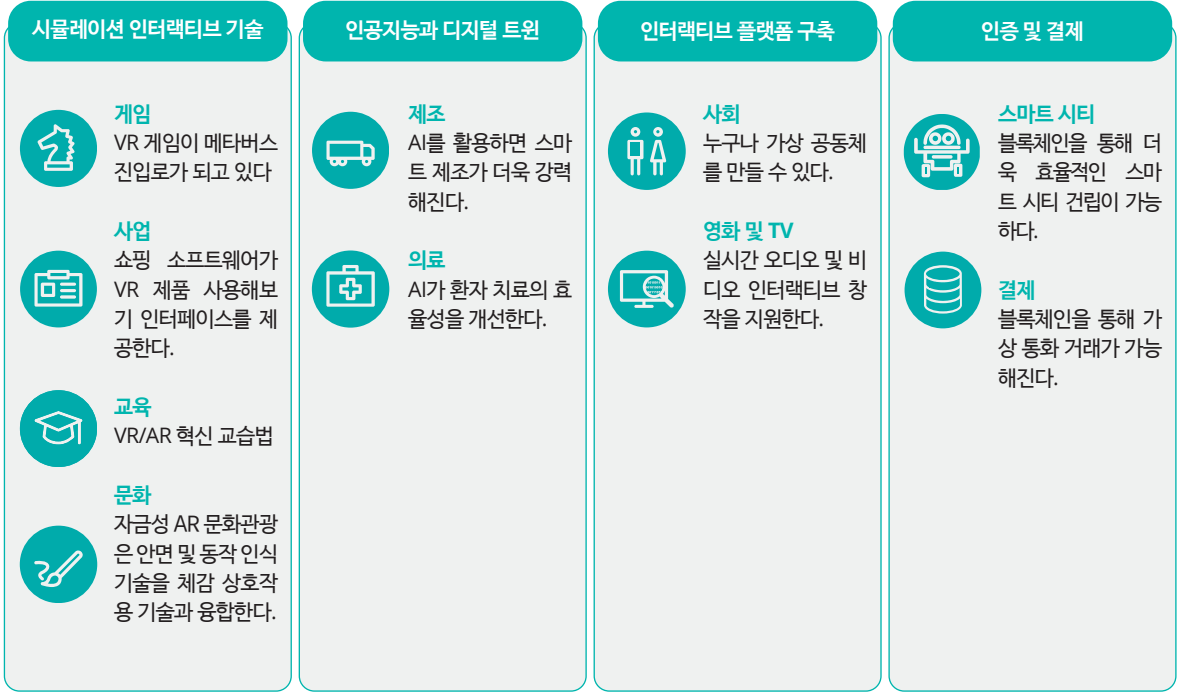 시뮬레이션 인터랙티브 기술
게임
VR 게임이 메타버스
진입로가 되고 있다
사업
쇼핑 소프트웨어가
VR 제품 사용해보
기 인터페이스를 제
공한다.
교육
VR/AR 혁신 교습법
문화
자금성 AR 문화관광
은 안면 및 동작 인식
기술을 체감 상호작
용 기술과 융합한다.
인공지능과 디지털 트윈
제조
AI를 활용하면 스마
트 제조가 더욱 강력
해진다.
의료
AI가 환자 치료의 효
율성을 개선한다.
인터랙티브 플랫폼 구축
사회
누구나 가상 공동체
를 만들 수 있다.
영화 및 TV
실시간 오디오 및 비
디오 인터랙티브 창
작을 지원한다.
인증 및 결제
스마트 시티
블록체인을 통해 더
욱 효율적인 스마
트 시티 건립이 가능
하다.
결제
블록체인을 통해 가
상 통화 거래가 가능
해진다.